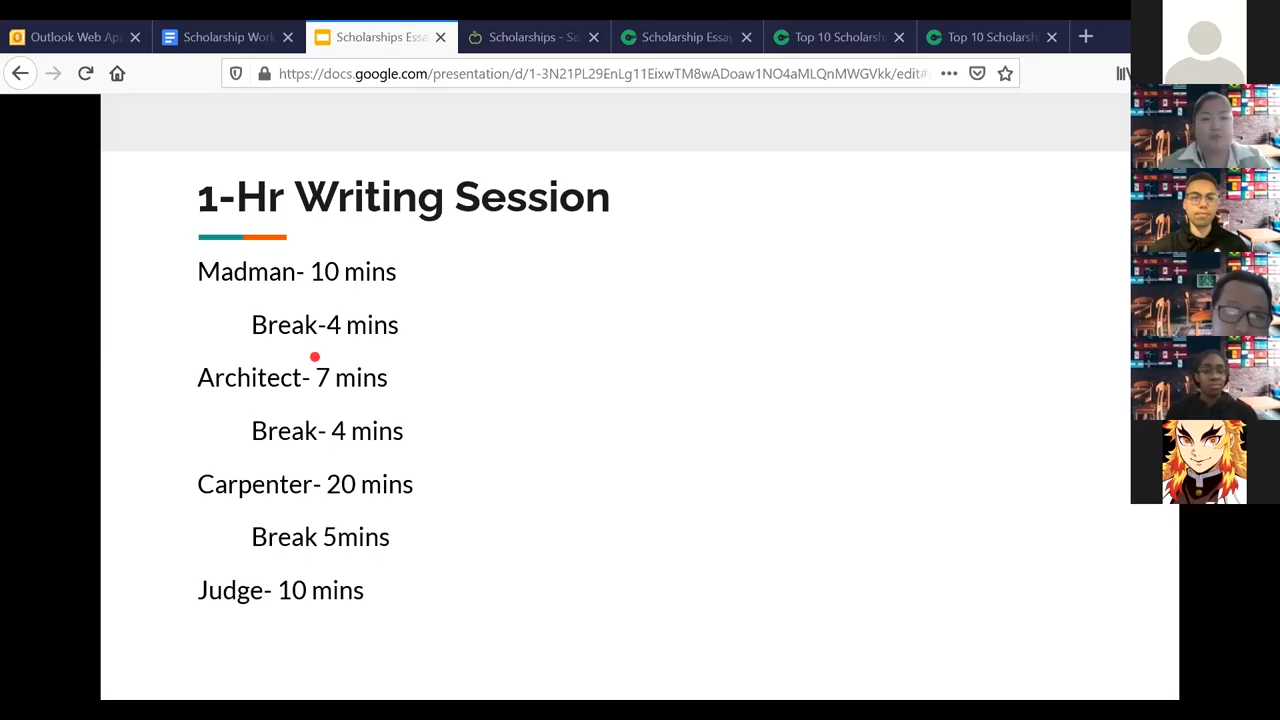 Outlook Web Ap
Scholarship Work
Scholarships Essa
Scholarships - Sa
Scholarship Essay
Top 10 Scholarsh
Top 10 Scholarsh
https://docs.google.com/presentation/d/1-3N21PL29EnLg11EixwTM8wADoaw1NO4aMLQnMWGVkk/edit#
1-Hr Writing Session
Madman- 10 mins
Break-4 mins
Architect- 7 mins
Break- 4 mins
Carpenter- 20 mins
Break 5mins
Judge- 10 mins